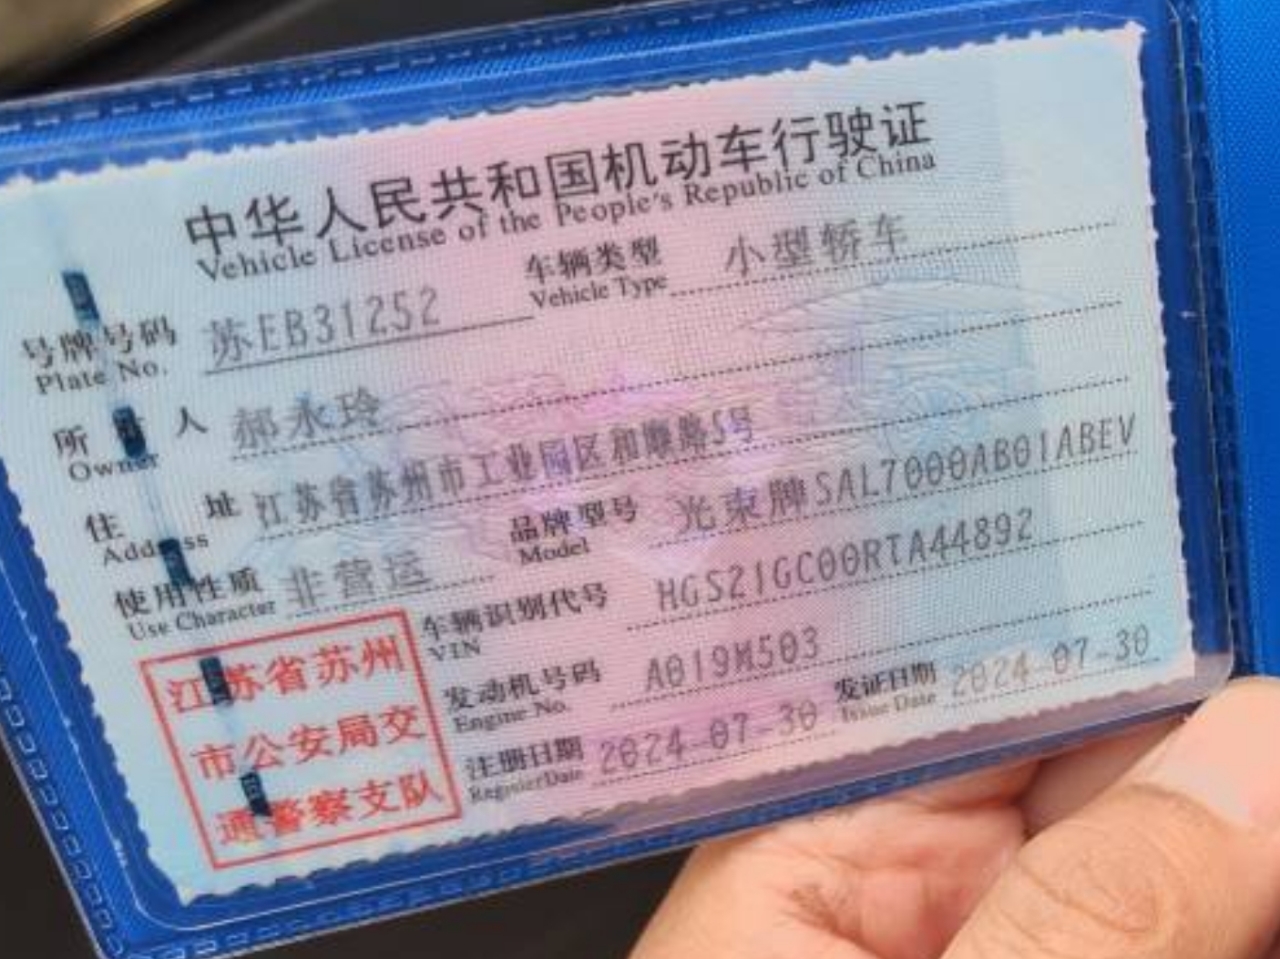 中华人民共和国机动车行驶证
Vehicle License of the People's Republic of China
号牌号码 苏EB31252 车辆类型 小型轿车
Plate No. Vehicle Type
所 人 郝永玲
Owner
住 址 江苏省苏州市工业园区和顺路5号
Address
使用性质 非营运 品牌型号 光束牌SAL7000AB01ABEV
Use Character Model
车辆识别代号 HGS21GC00RTA44892
VIN
发动机号码 A019M503
Engine No.
注册日期 2024-07-30 发证日期 2024-07-30
Register Date Issue Date
江苏省苏州
市公安局交
通警察支队